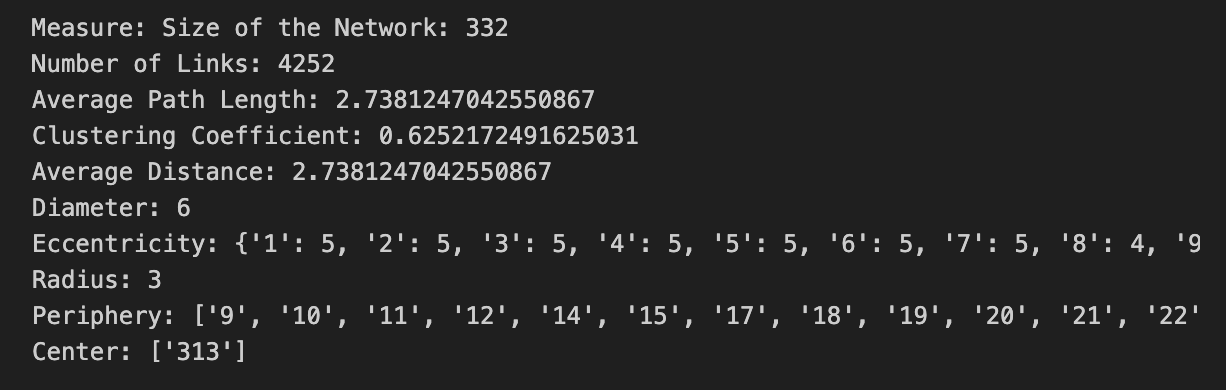 Measure: Size of the Network: 332
Number of Links: 4252
Average Path Length: 2.7381247042550867
Clustering Coefficient: 0.6252172491625031
Average Distance: 2.7381247042550867
Diameter: 6
Eccentricity: {'1': 5, '2': 5, '3': 5, '4': 5, '5': 5, '6': 5, '7': 5, '8': 4, '9
Radius: 3
Periphery: ['9', '10', '11', '12', '14', '15', '17', '18', '19', '20', '21', '22'
Center: ['313']